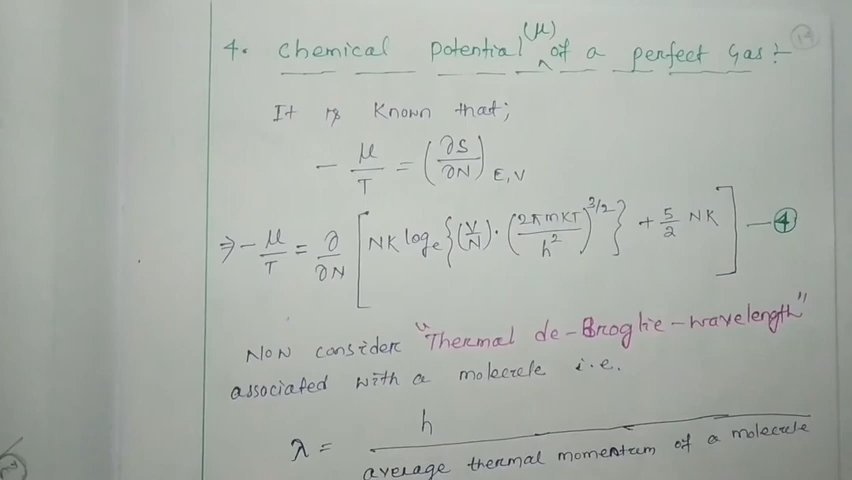 4. Chemical potential (μ) of a perfect Gas :-
It is Known that;
- μ/T = (∂S/∂N)E,V
⇒ - μ/T = ∂/∂N [NK logₑ{(V/N)·(2πmKT/h²)^3/2} + 5/2 NK] — 4
Now consider "Thermal de-Broglie-wavelength"
associated with a molecule i.e.
λ = h / average thermal momentum of a molecule